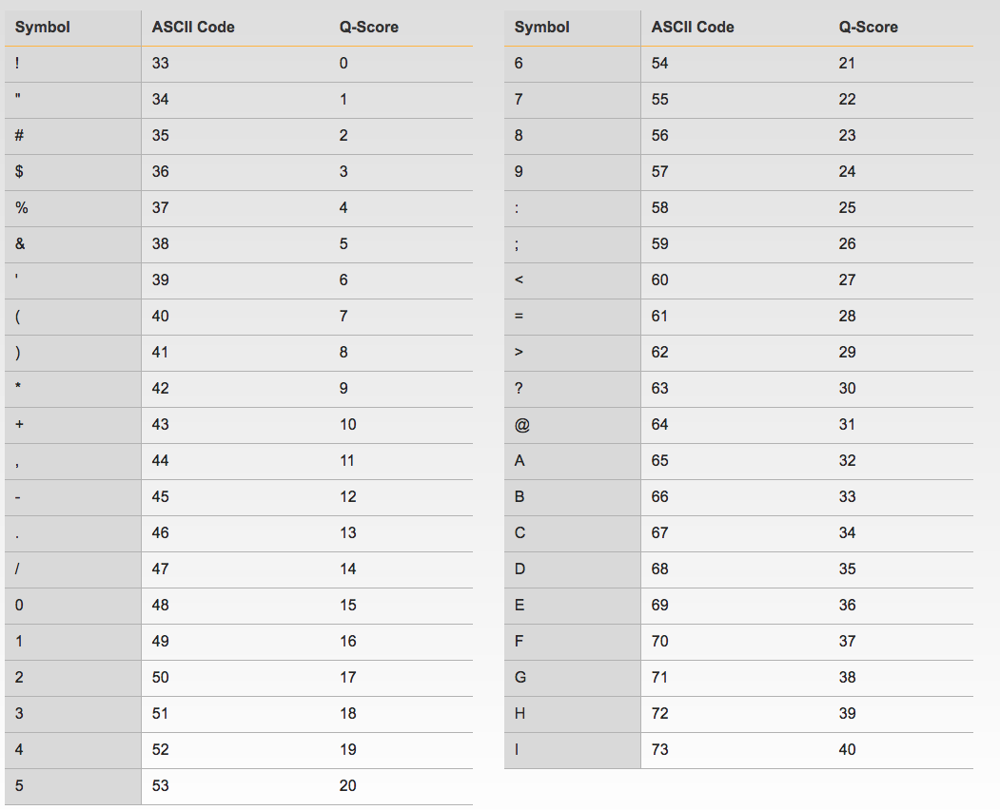 Symbol ASCII Code Q-Score
! 33 0
" 34 1
# 35 2
$ 36 3
% 37 4
& 38 5
' 39 6
( 40 7
) 41 8
* 42 9
+ 43 10
, 44 11
- 45 12
. 46 13
/ 47 14
0 48 15
1 49 16
2 50 17
3 51 18
4 52 19
5 53 20
Symbol ASCII Code Q-Score
6 54 21
7 55 22
8 56 23
9 57 24
: 58 25
; 59 26
< 60 27
= 61 28
> 62 29
? 63 30
@ 64 31
A 65 32
B 66 33
C 67 34
D 68 35
E 69 36
F 70 37
G 71 38
H 72 39
I 73 40